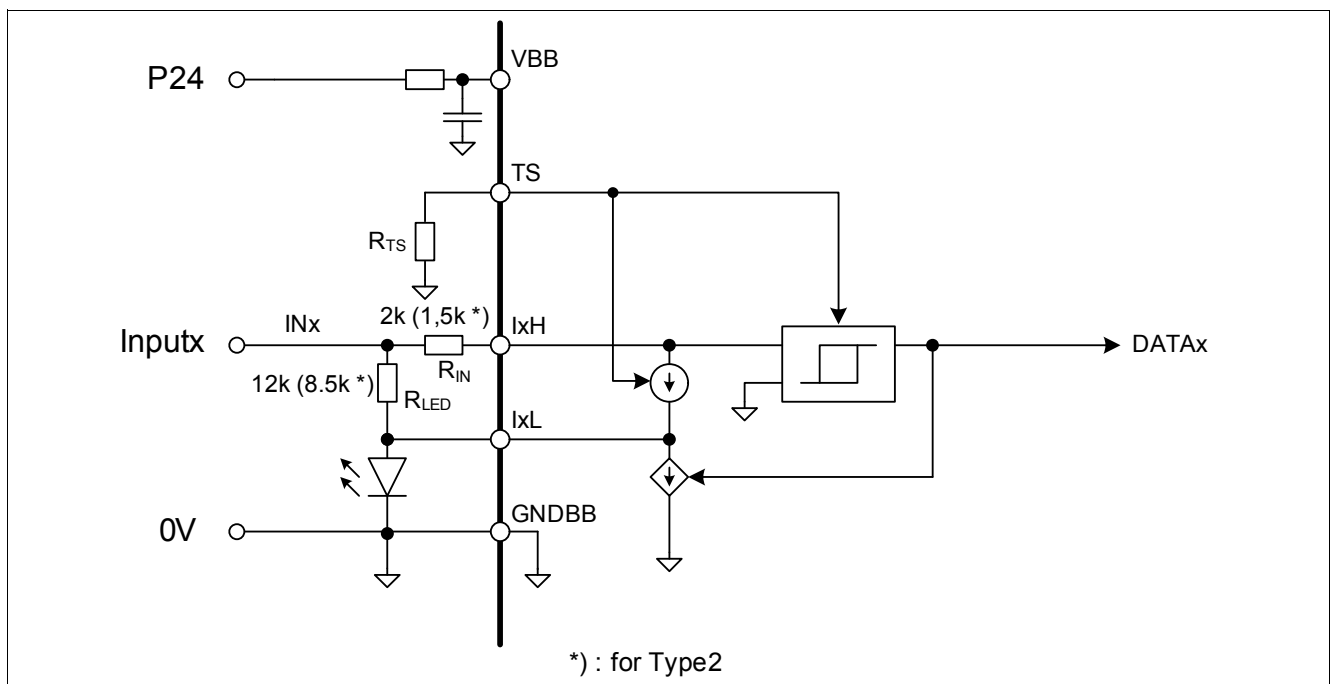 VBB
P24
TS
RTS
2k (1,5k *)
INx
IxH
Inputx
DATAx
RIN
12k (8.5k *)
RLED
IxL
GNDBB
0V
*) : for Type2